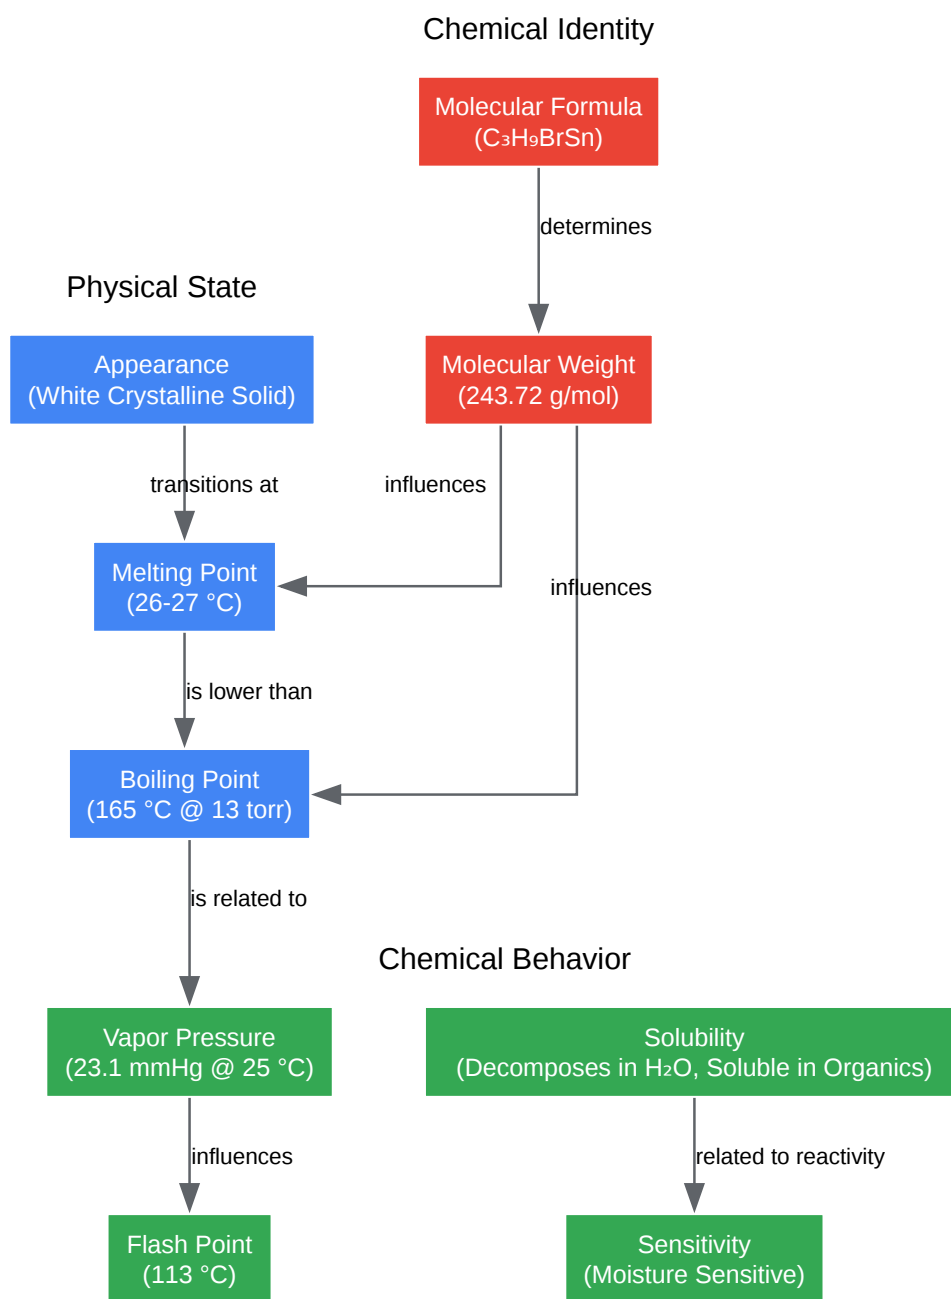 Chemical Identity
Molecular Formula
(C₃H₉BrSn)
determines
Physical State
Appearance
(White Crystalline Solid)
Molecular Weight
(243.72 g/mol)
transitions at
influences
Melting Point
(26-27 °C)
influences
is lower than
Boiling Point
(165 °C @ 13 torr)
is related to
Chemical Behavior
Vapor Pressure
(23.1 mmHg @ 25 °C)
Solubility
(Decomposes in H₂O, Soluble in Organics)
influences
related to reactivity
Flash Point
(113 °C)
Sensitivity
(Moisture Sensitive)